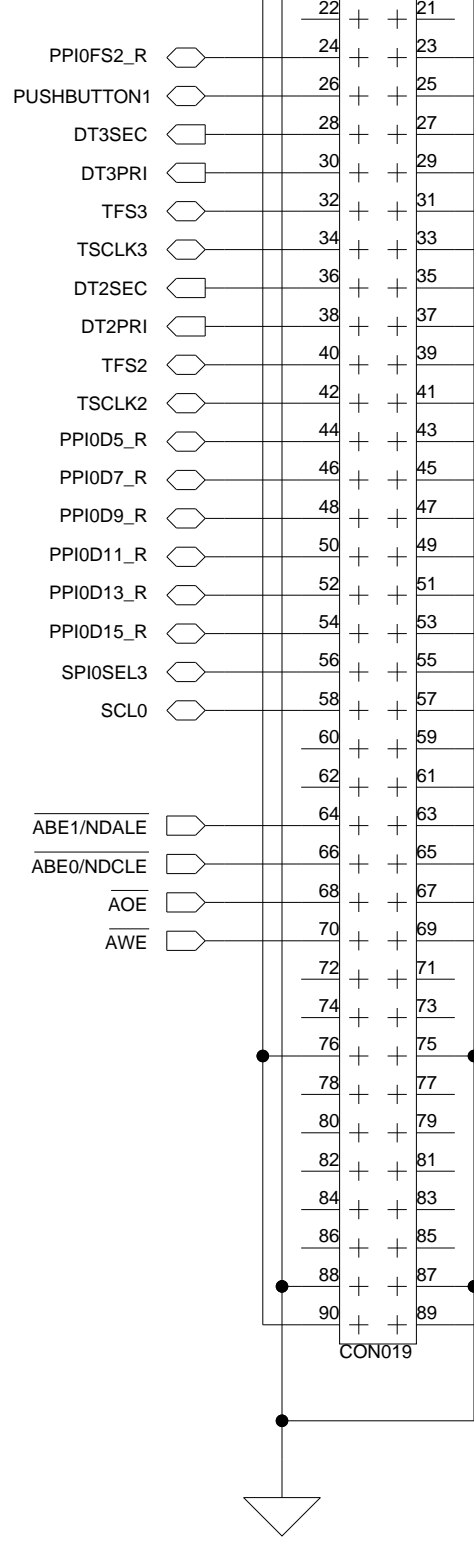 22 21
PPI0FS2_R 24 23
PUSHBUTTON1 26 25
DT3SEC 28 27
DT3PRI 30 29
TFS3 32 31
TSCLK3 34 33
DT2SEC 36 35
DT2PRI 38 37
TFS2 40 39
TSCLK2 42 41
PPI0D5_R 44 43
PPI0D7_R 46 45
PPI0D9_R 48 47
PPI0D11_R 50 49
PPI0D13_R 52 51
PPI0D15_R 54 53
SPI0SEL3 56 55
SCL0 58 57
60 59
62 61
ABE1/NDALE 64 63
ABE0/NDCLE 66 65
AOE 68 67
AWE 70 69
72 71
74 73
76 75
78 77
80 79
82 81
84 83
86 85
88 87
90 89
CON019